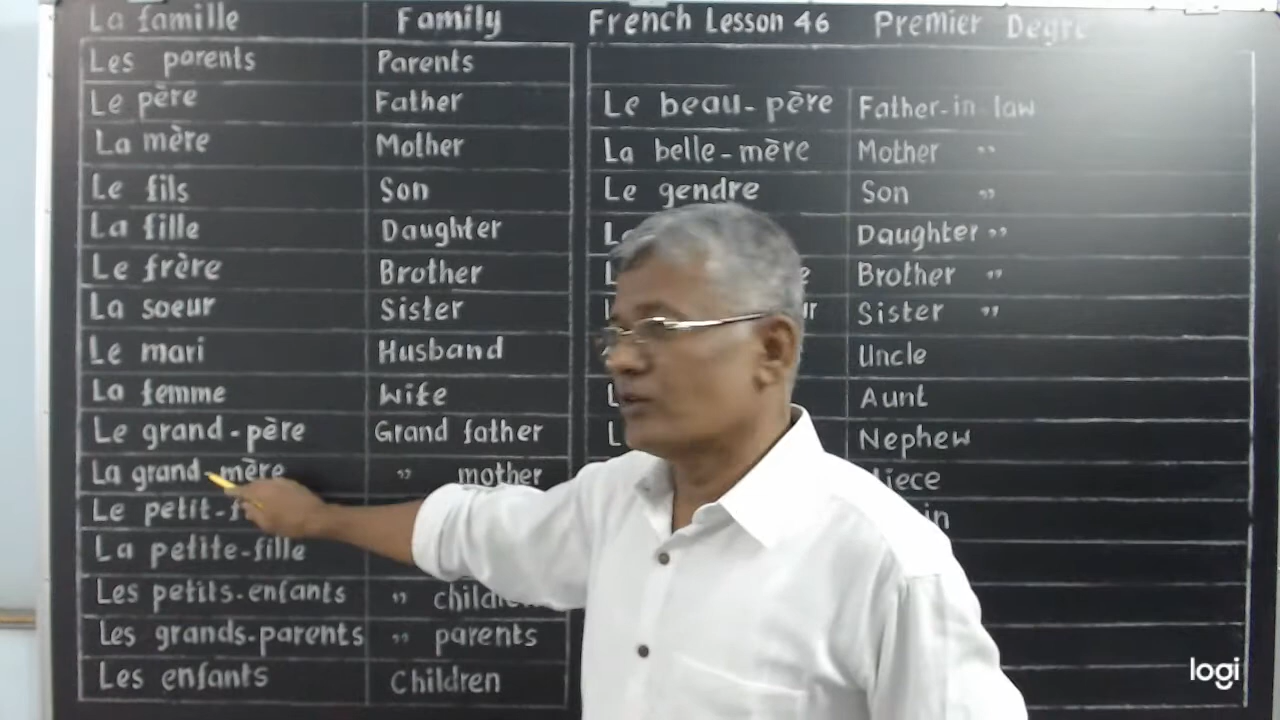 La famille Family French Lesson 46 Premier Degré
Les parents Parents
Le père Father Le beau-père Father-in law
La mère Mother La belle-mère Mother ,,
Le fils Son Le gendre Son ,,
La fille Daughter Daughter ,,
Le frère Brother Brother ,,
La soeur Sister Sister ,,
Le mari Husband Uncle
La femme Wife Aunt
Le grand-père Grand father Nephew
La grand-mère ,, mother
Le petit-
La petite-fille
Les petits-enfants ,,
Les grands-parents ,, parents
Les enfants Children
logi